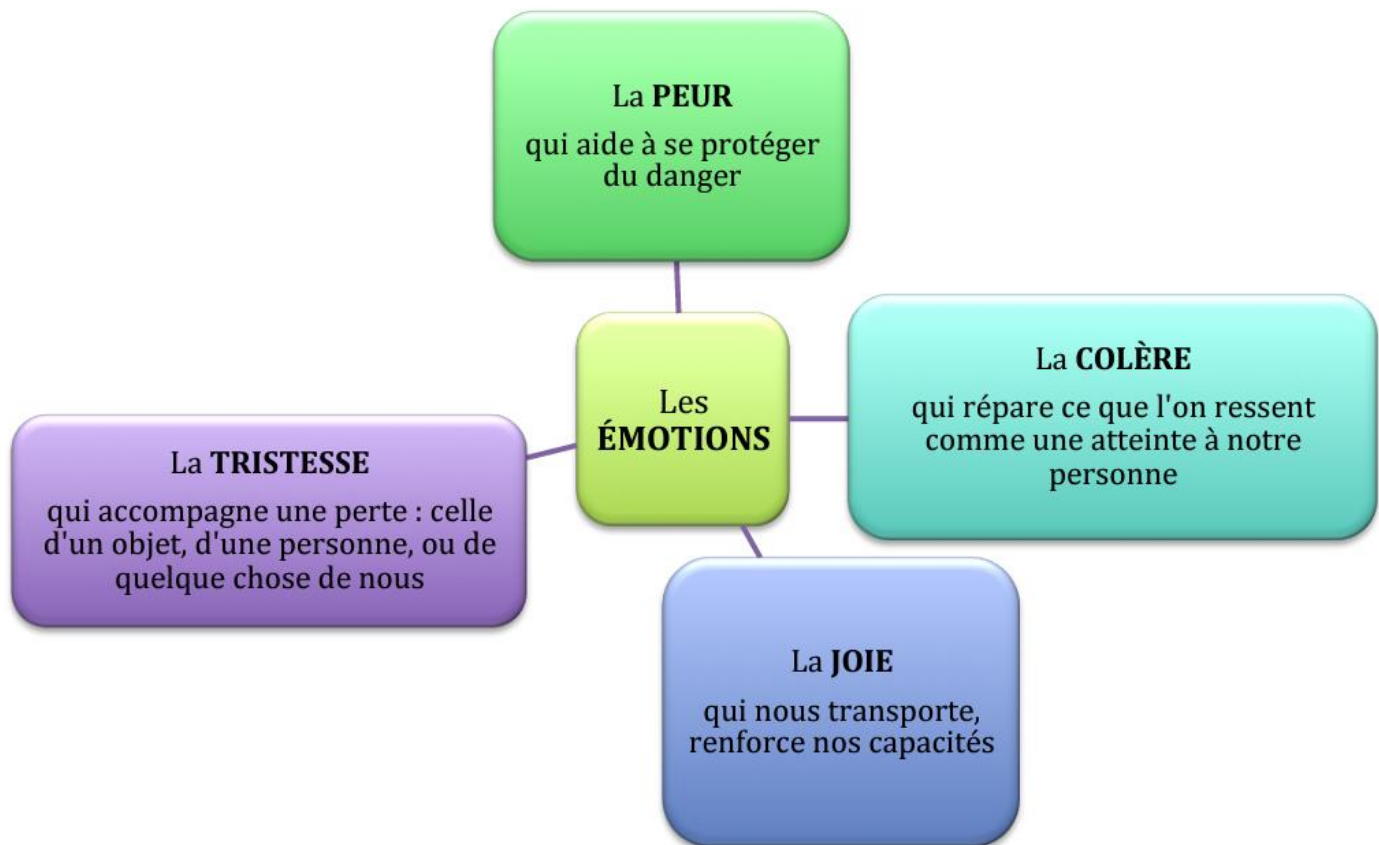 La PEUR
qui aide à se protéger
du danger
Les
ÉMOTIONS
La COLÈRE
qui répare ce que l'on ressent
comme une atteinte à notre
personne
La TRISTESSE
qui accompagne une perte : celle
d'un objet, d'une personne, ou de
quelque chose de nous
La JOIE
qui nous transporte,
renforce nos capacités